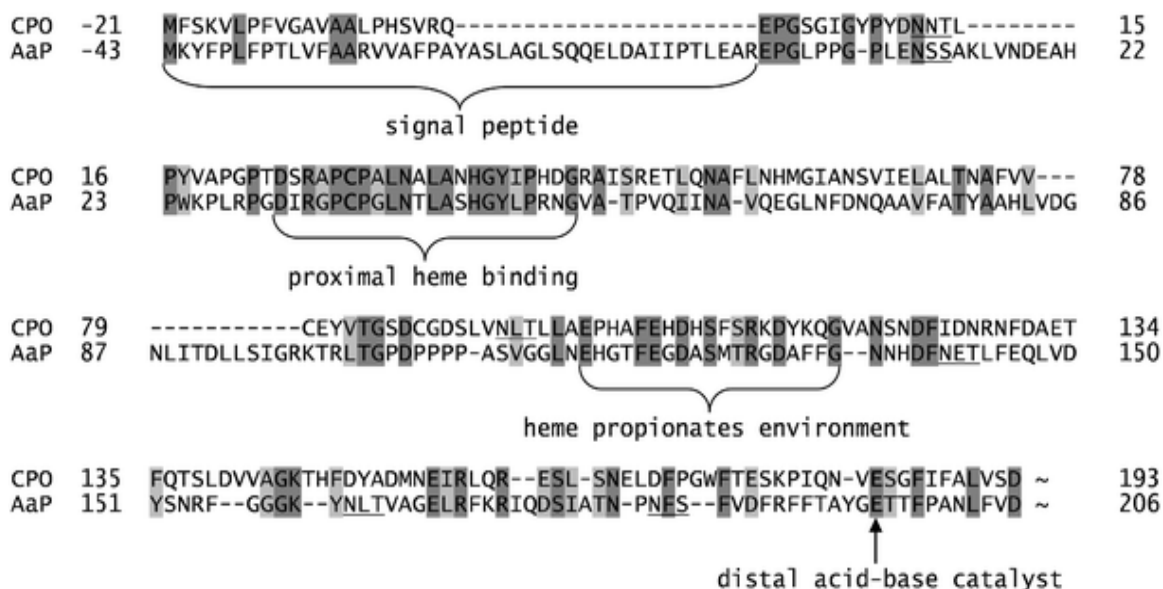 CPO -21 MFSKVLPFVGAVAALPHSVRQ----------------------EPGSGIGYPYDNNTL-------- 15
AaP -43 MKYFPLFPTLVFAARVVAFPAYASLAGLSQQELDAIIPTLEAREPGLPPG-PLENSSAKLVNDEAH 22
signal peptide
CPO 16 PYVAPGPTDSRAPCPALNALANHGYIPHDGRAISRETLQNAFLNHMGIANSVIELALTNAFVV--- 78
AaP 23 PWKPLRPGDIRGPCPGLNTLASHGYLPRNGVA-TPVQIINA-VQEGLNFDNQAAVFATYAAHLVDG 86
proximal heme binding
CPO 79 -----------CEYVTGSDCGDSLVNLTLLAEPHAFEHDHSFSRKDYKQGVANSNDFIDNRNFDAET 134
AaP 87 NLITDLLSIGRKTRLTGPDPPPP-ASVGGLNEHGTFEGDASMTRGDAFFG--NNHDFNETLFEQLVD 150
heme propionates environment
CPO 135 FQTSLDVVAGKTHFDYADMNEIRLQR--ESL-SNELDFPGWFTESKPIQN-VESGFIFALVSD ~ 193
AaP 151 YSNRF--GGGK--YNLTVAGELRFKRIQDSIATN-PNFS--FVDFRFFTAYGETTFPANLFVD ~ 206
distal acid-base catalyst